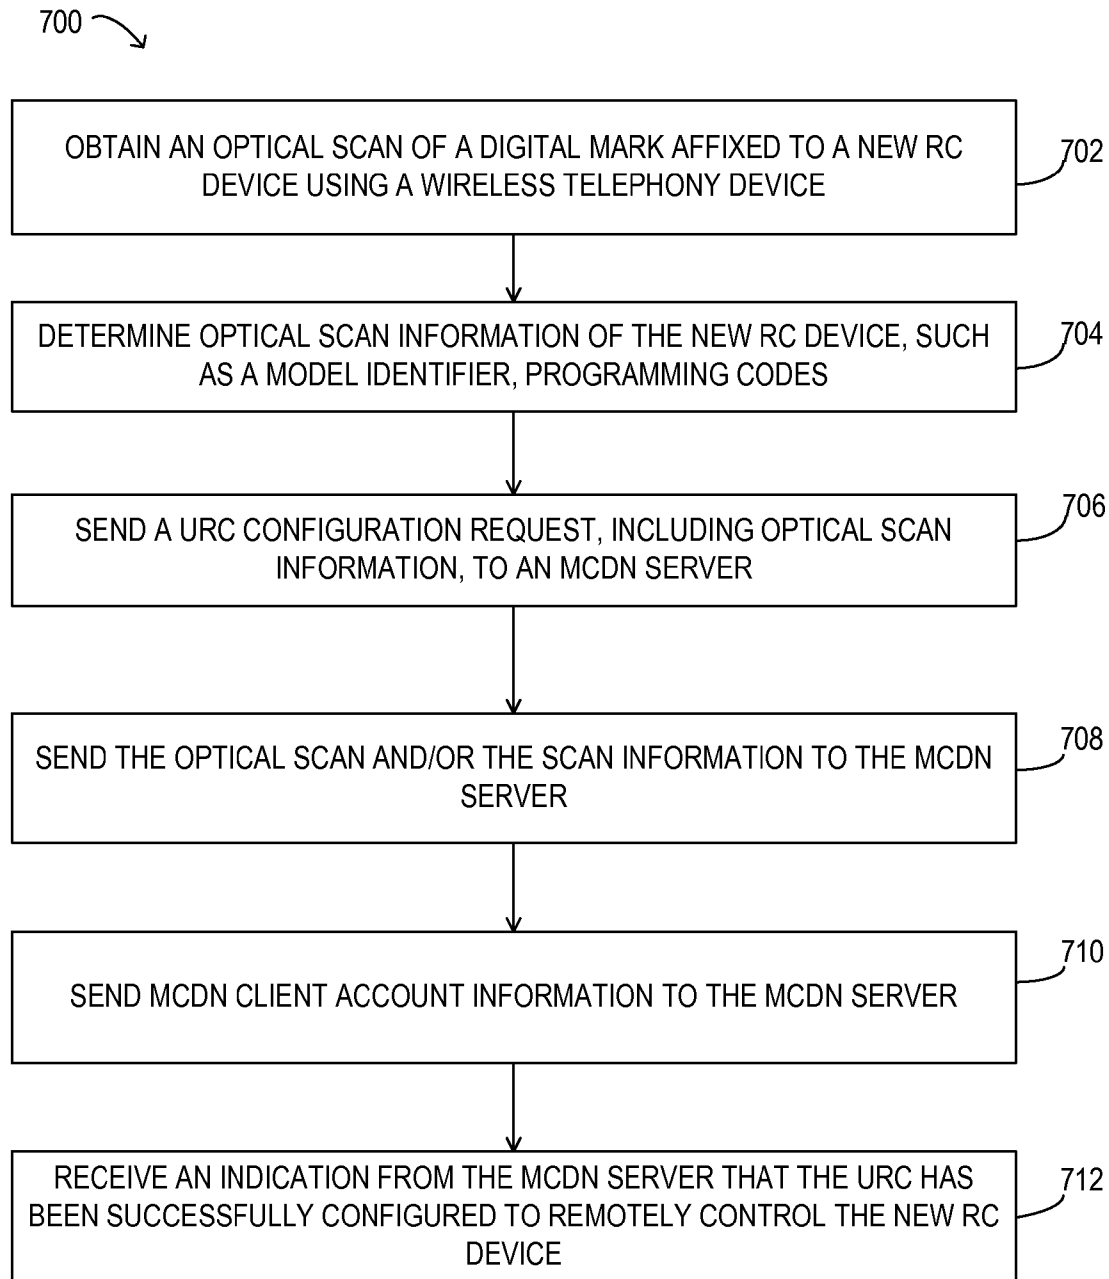 700
OBTAIN AN OPTICAL SCAN OF A DIGITAL MARK AFFIXED TO A NEW RC
DEVICE USING A WIRELESS TELEPHONY DEVICE
702
DETERMINE OPTICAL SCAN INFORMATION OF THE NEW RC DEVICE, SUCH
AS A MODEL IDENTIFIER, PROGRAMMING CODES
704
SEND A URC CONFIGURATION REQUEST, INCLUDING OPTICAL SCAN
INFORMATION, TO AN MCDN SERVER
706
SEND THE OPTICAL SCAN AND/OR THE SCAN INFORMATION TO THE MCDN
SERVER
708
SEND MCDN CLIENT ACCOUNT INFORMATION TO THE MCDN SERVER
710
RECEIVE AN INDICATION FROM THE MCDN SERVER THAT THE URC HAS
BEEN SUCCESSFULLY CONFIGURED TO REMOTELY CONTROL THE NEW RC
DEVICE
712